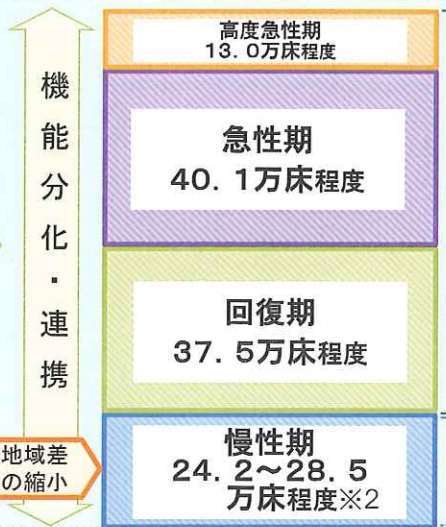 機能分化・連携
地域差
の縮小
高度急性期
13.0万床程度
急性期
40.1万床程度
回復期
37.5万床程度
慢性期
24.2~28.5
万床程度※2